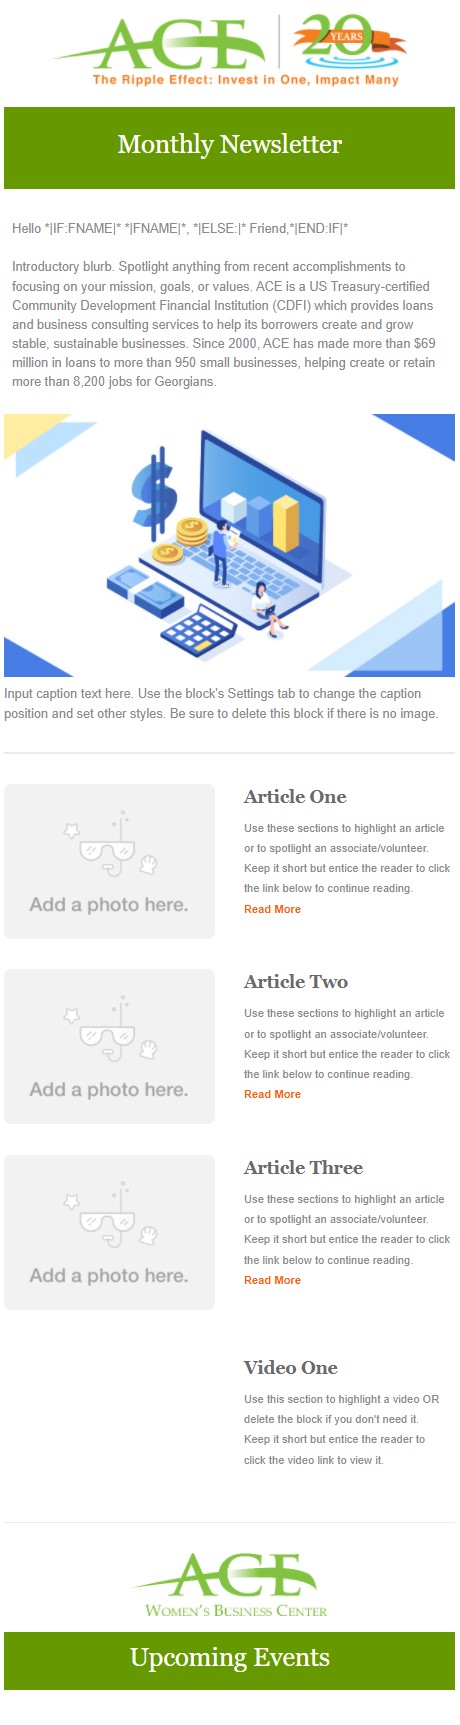 ACE
20
YEARS
The Ripple Effect: Invest in One, Impact Many
Monthly Newsletter
Hello *|IF:FNAME|* *|FNAME|*, *|ELSE:|* Friend,*|END:IF|*
Introductory blurb. Spotlight anything from recent accomplishments to
focusing on your mission, goals, or values. ACE is a US Treasury-certified
Community Development Financial Institution (CDFI) which provides loans
and business consulting services to help its borrowers create and grow
stable, sustainable businesses. Since 2000, ACE has made more than $69
million in loans to more than 950 small businesses, helping create or retain
more than 8,200 jobs for Georgians.
$
Input caption text here. Use the block's Settings tab to change the caption
position and set other styles. Be sure to delete this block if there is no image.
Add a photo here.
Article One
Use these sections to highlight an article
or to spotlight an associate/volunteer.
Keep it short but entice the reader to click
the link below to continue reading.
Read More
Add a photo here.
Article Two
Use these sections to highlight an article
or to spotlight an associate/volunteer.
Keep it short but entice the reader to click
the link below to continue reading.
Read More
Add a photo here.
Article Three
Use these sections to highlight an article
or to spotlight an associate/volunteer.
Keep it short but entice the reader to click
the link below to continue reading.
Read More
Video One
Use this section to highlight a video OR
delete the block if you don't need it.
Keep it short but entice the reader to
click the video link to view it.
ACE
WOMEN'S BUSINESS CENTER
Upcoming Events